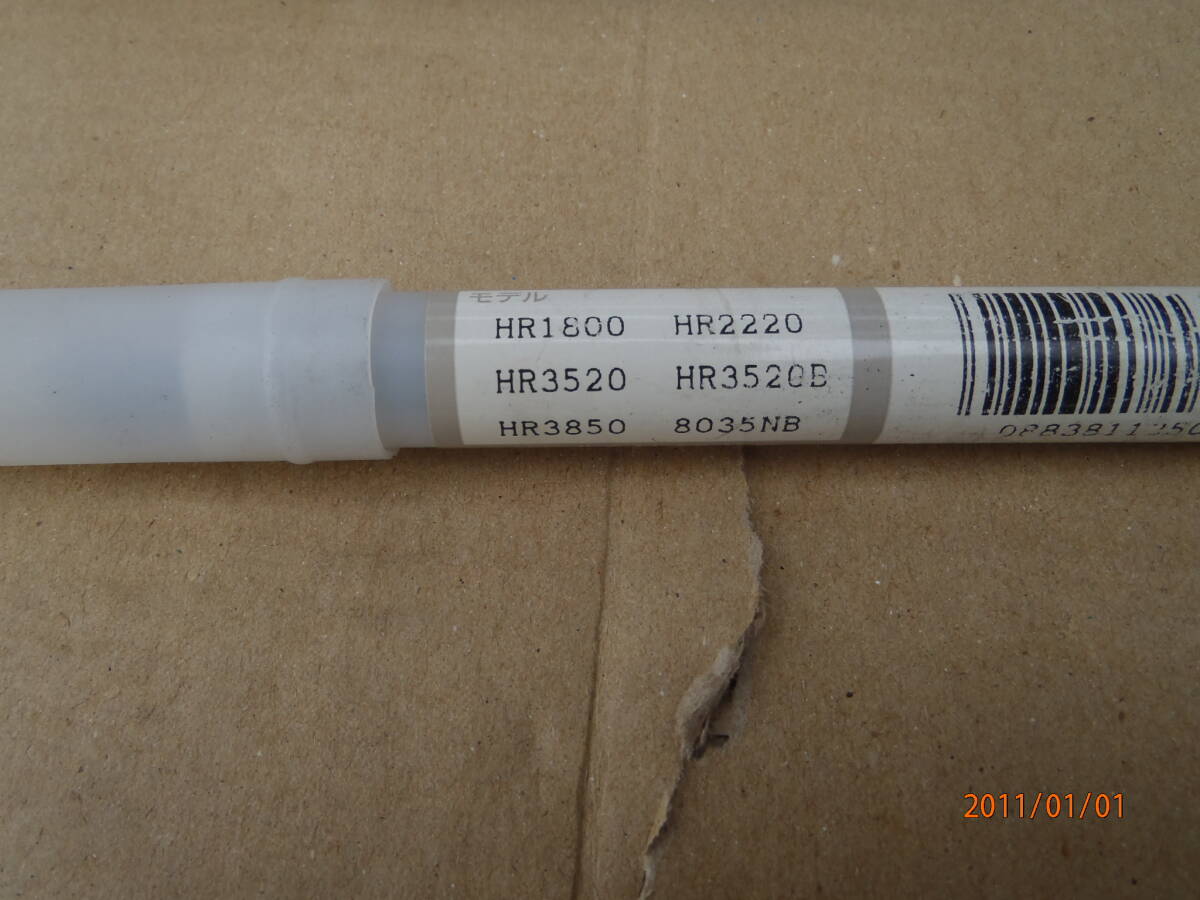 モデル
HR1800 HR2220
HR3520 HR3520B
HR3850 8035NB
2011/01/01